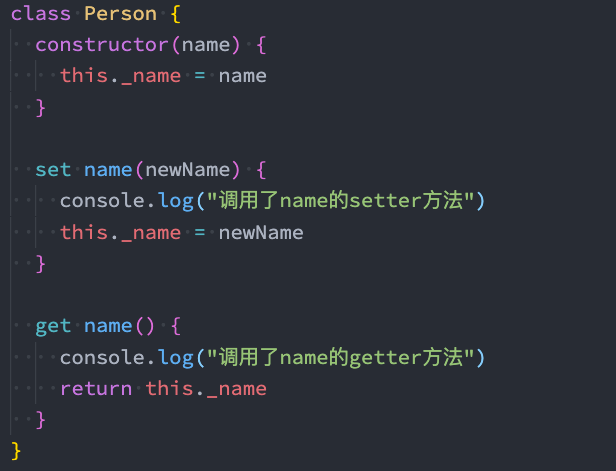 class Person {
  constructor(name) {
    this._name = name
  }

  set name(newName) {
    console.log("调用了name的setter方法")
    this._name = newName
  }

  get name() {
    console.log("调用了name的getter方法")
    return this._name
  }
}